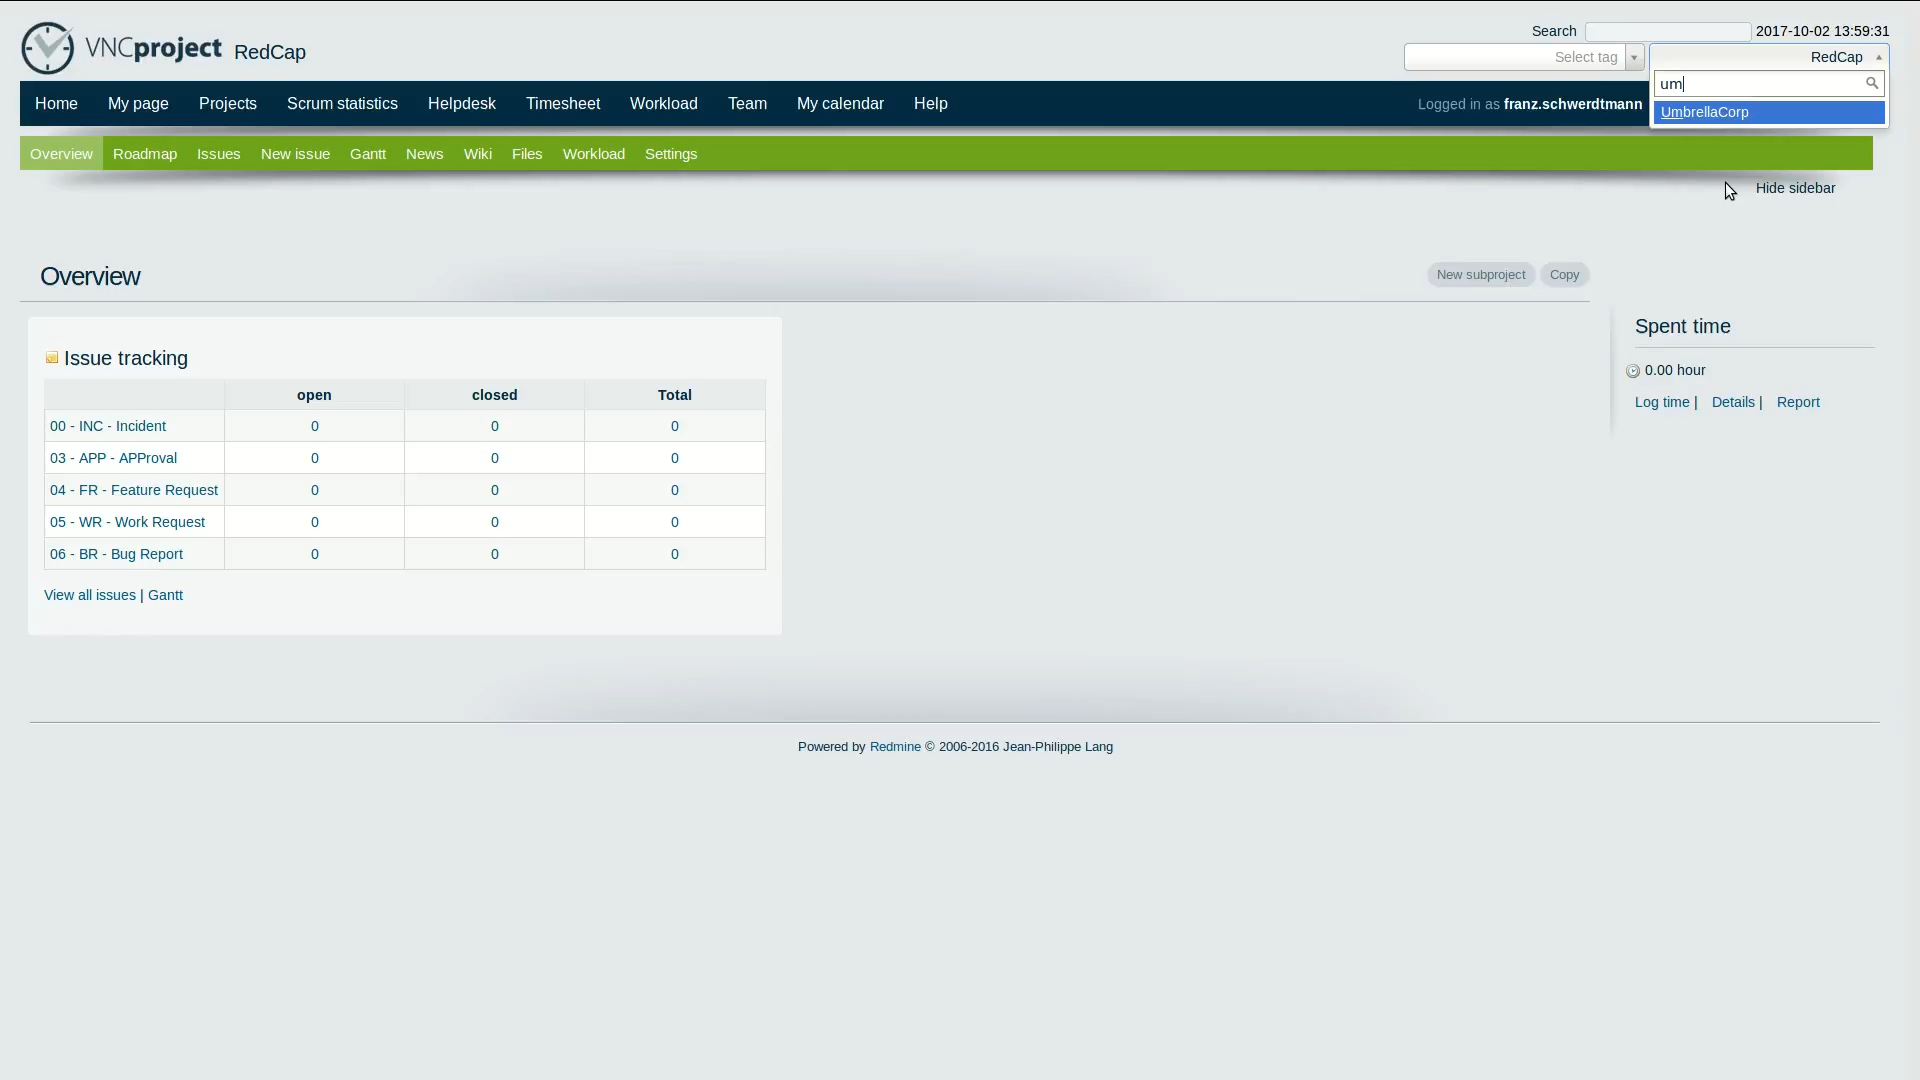 VNCproject RedCap
Search 2017-10-02 13:59:31
Select tag RedCap
um
UmbrellaCorp
Home My page Projects Scrum statistics Helpdesk Timesheet Workload Team My calendar Help Logged in as franz.schwerdtmann
Overview Roadmap Issues New issue Gantt News Wiki Files Workload Settings
Hide sidebar
Overview New subproject Copy
Issue tracking
open closed Total
00 - INC - Incident 0 0 0
03 - APP - APProval 0 0 0
04 - FR - Feature Request 0 0 0
05 - WR - Work Request 0 0 0
06 - BR - Bug Report 0 0 0
View all issues | Gantt
Spent time
0.00 hour
Log time | Details | Report
Powered by Redmine © 2006-2016 Jean-Philippe Lang